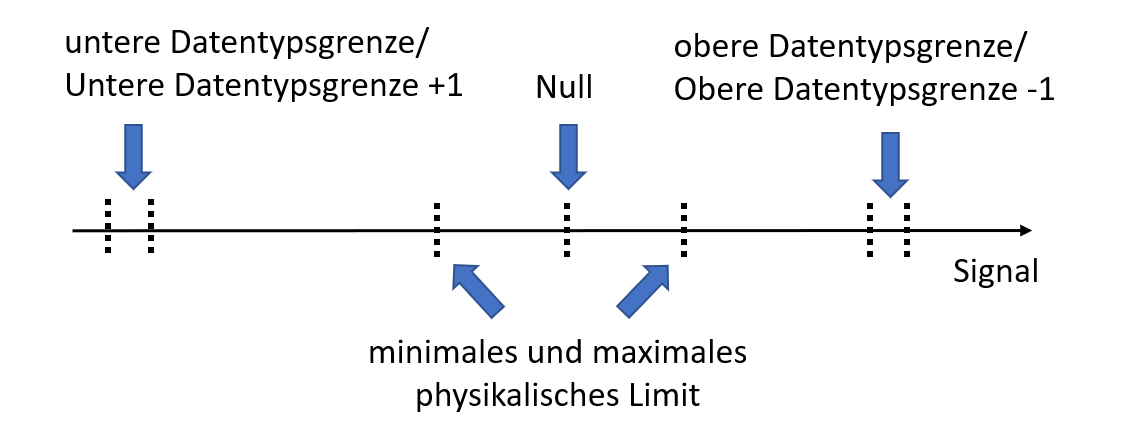 untere Datentypsgrenze/
Untere Datentypsgrenze +1
Null
obere Datentypsgrenze/
Obere Datentypsgrenze -1
Signal
minimales und maximales
physikalisches Limit